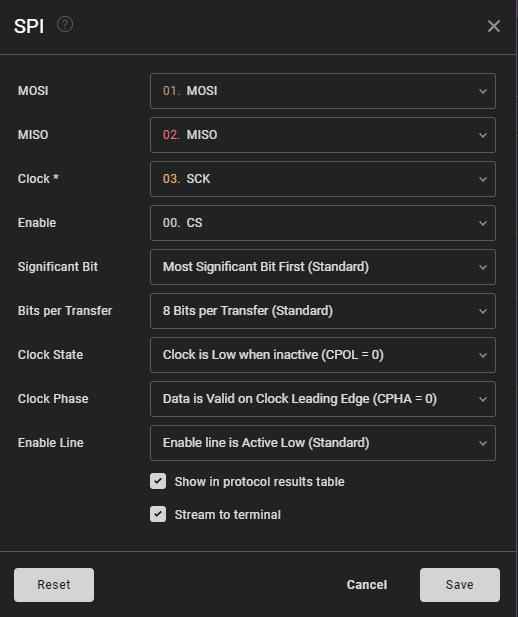 SPI ?
MOSI 01. MOSI
MISO 02. MISO
Clock * 03. SCK
Enable 00. CS
Significant Bit Most Significant Bit First (Standard)
Bits per Transfer 8 Bits per Transfer (Standard)
Clock State Clock is Low when inactive (CPOL = 0)
Clock Phase Data is Valid on Clock Leading Edge (CPHA = 0)
Enable Line Enable line is Active Low (Standard)
Show in protocol results table
Stream to terminal
Reset Cancel Save